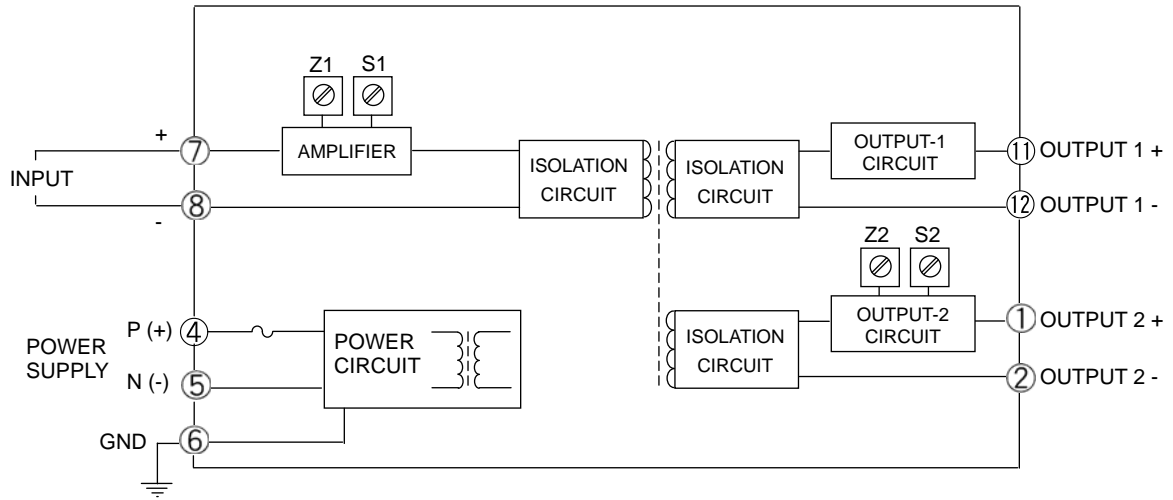 Z1
S1
+
⑦
AMPLIFIER
INPUT
⑧
-
ISOLATION
CIRCUIT
ISOLATION
CIRCUIT
OUTPUT-1
CIRCUIT
⑪ OUTPUT 1 +
⑫ OUTPUT 1 -
Z2
S2
OUTPUT-2
CIRCUIT
ISOLATION
CIRCUIT
① OUTPUT 2 +
② OUTPUT 2 -
POWER
SUPPLY
P (+) ④
N (-) ⑤
GND ⑥
POWER
CIRCUIT